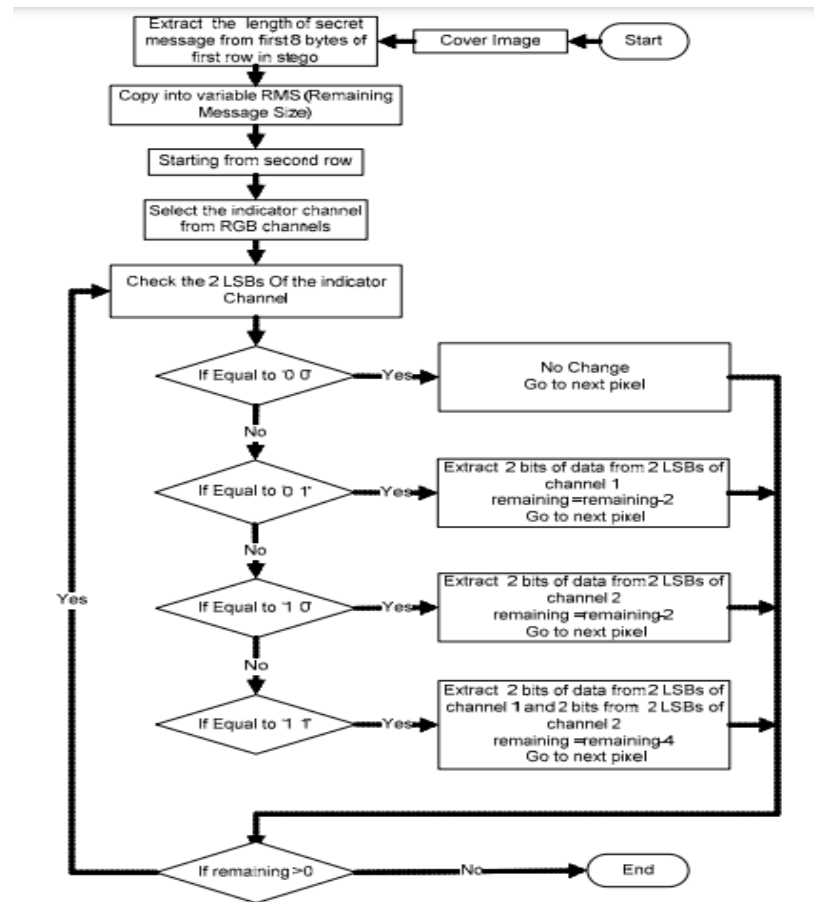 Start
Cover Image
Extract the length of secret
message from first 8 bytes of
first row in stego
Copy into variable RMS (Remaining
Message Size)
Starting from second row
Select the indicator channel
from RGB channels
Check the 2 LSBs Of the indicator
Channel
If Equal to '0 0'
Yes
No Change
Go to next pixel
No
If Equal to '0 1'
Yes
Extract 2 bits of data from 2 LSBs of
channel 1
remaining =remaining-2
Go to next pixel
No
If Equal to '1 0'
Yes
Extract 2 bits of data from 2 LSBs of
channel 2
remaining =remaining-2
Go to next pixel
No
If Equal to '1 1'
Yes
Extract 2 bits of data from 2 LSBs of
channel 1 and 2 bits from 2 LSBs of
channel 2
remaining =remaining-4
Go to next pixel
Yes
If remaining >0
No
End